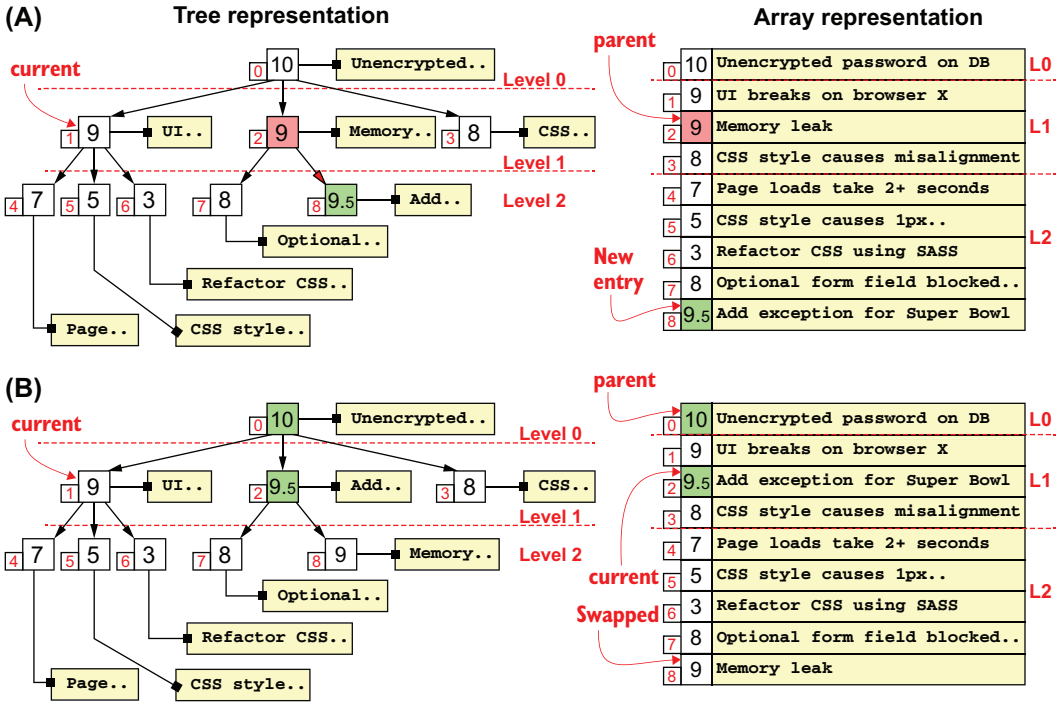 (A)
Tree representation
Array representation
current
0 10 Unencrypted..
Level 0
1 9 UI..
2 9 Memory..
3 8 CSS..
Level 1
4 7
5 5
6 3
7 8
8 9.5 Add..
Level 2
Optional..
Refactor CSS..
Page..
CSS style..
parent
0 10 Unencrypted password on DB L0
1 9 UI breaks on browser X
2 9 Memory leak L1
3 8 CSS style causes misalignment
4 7 Page loads take 2+ seconds
5 5 CSS style causes 1px.. L2
6 3 Refactor CSS using SASS
New
entry
7 8 Optional form field blocked..
8 9.5 Add exception for Super Bowl
(B)
current
0 10 Unencrypted..
Level 0
1 9 UI..
2 9.5 Add..
3 8 CSS..
Level 1
4 7
5 5
6 3
7 8
8 9 Memory..
Level 2
Optional..
Refactor CSS..
Page..
CSS style..
parent
0 10 Unencrypted password on DB L0
1 9 UI breaks on browser X
2 9.5 Add exception for Super Bowl L1
3 8 CSS style causes misalignment
4 7 Page loads take 2+ seconds
current
5 5 CSS style causes 1px.. L2
Swapped
6 3 Refactor CSS using SASS
7 8 Optional form field blocked..
8 9 Memory leak